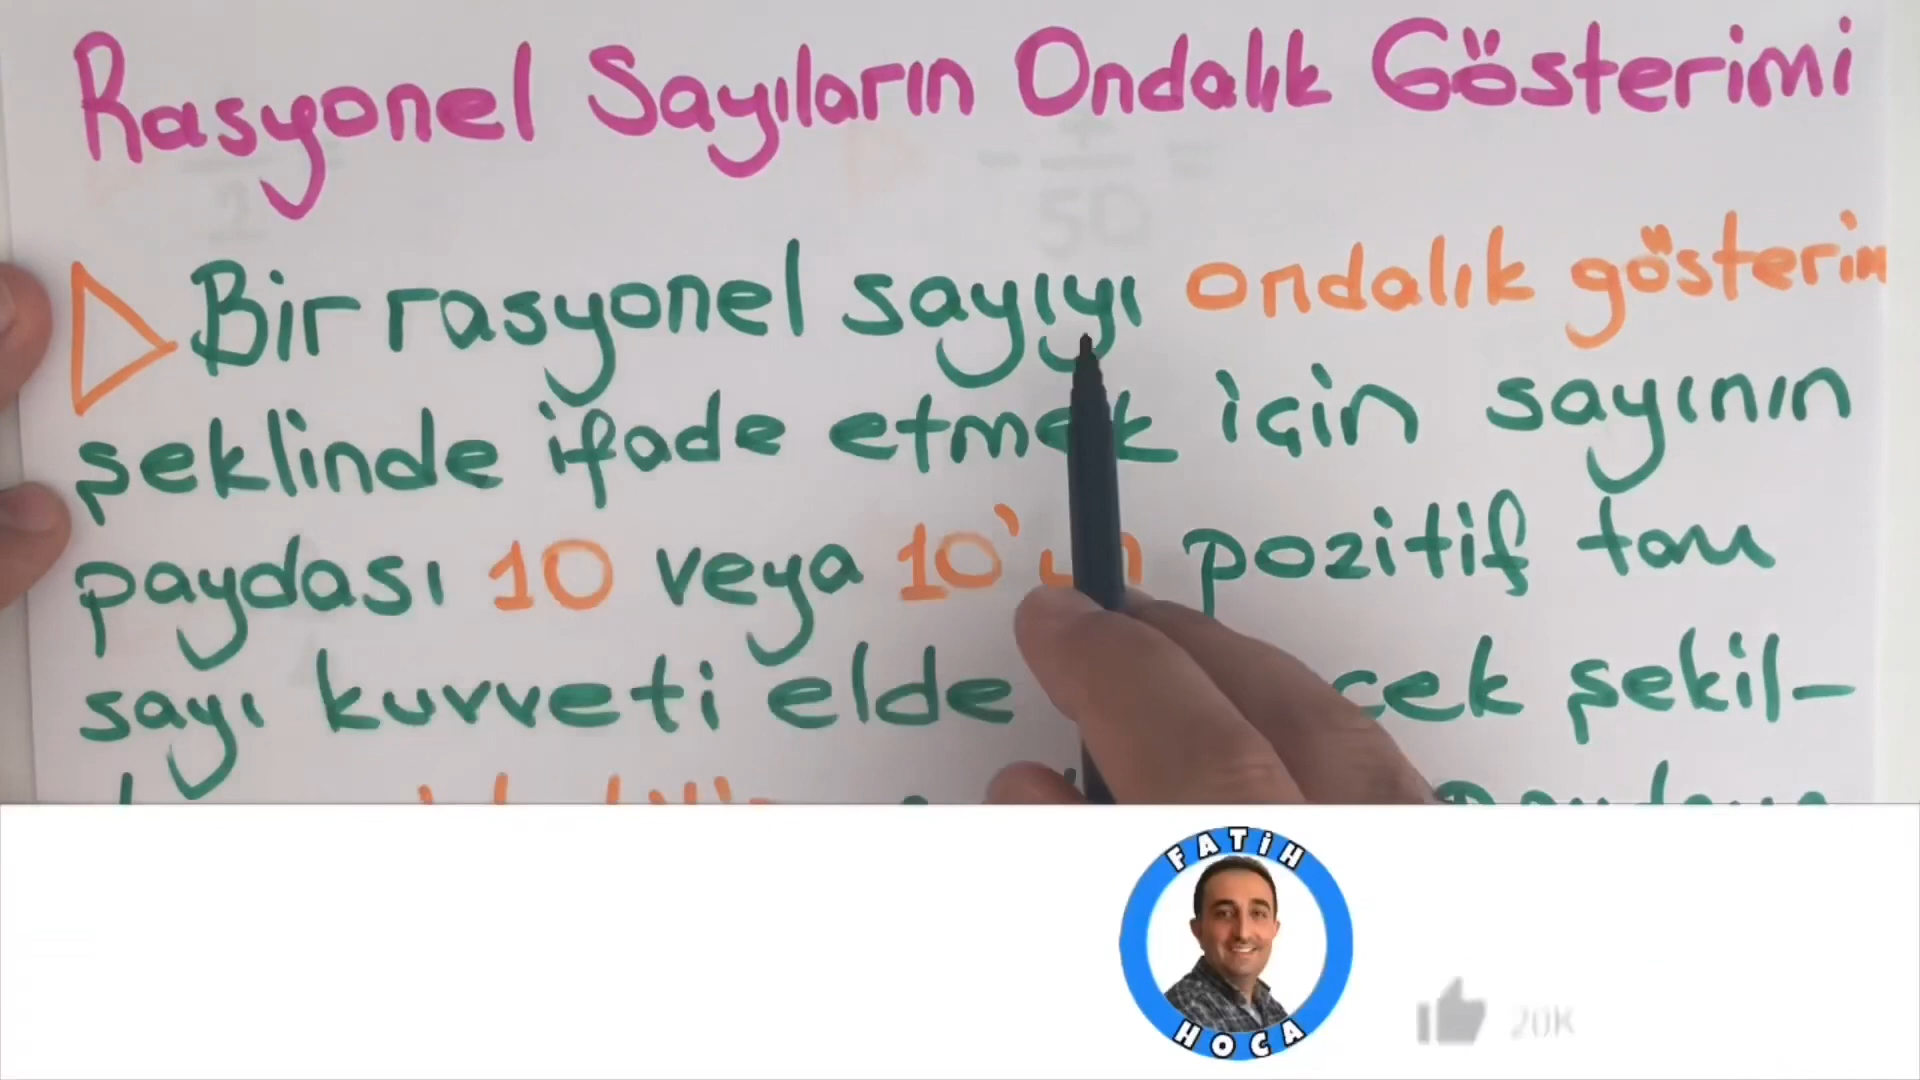 Rasyonel Sayıların Ondalık Gösterimi
Bir rasyonel sayıyı ondalık gösterim
şeklinde ifade etmek için sayının
paydası 10 veya 10'un pozitif tam
sayı kuvveti elde şekil-
FATİH
HOCA
20K